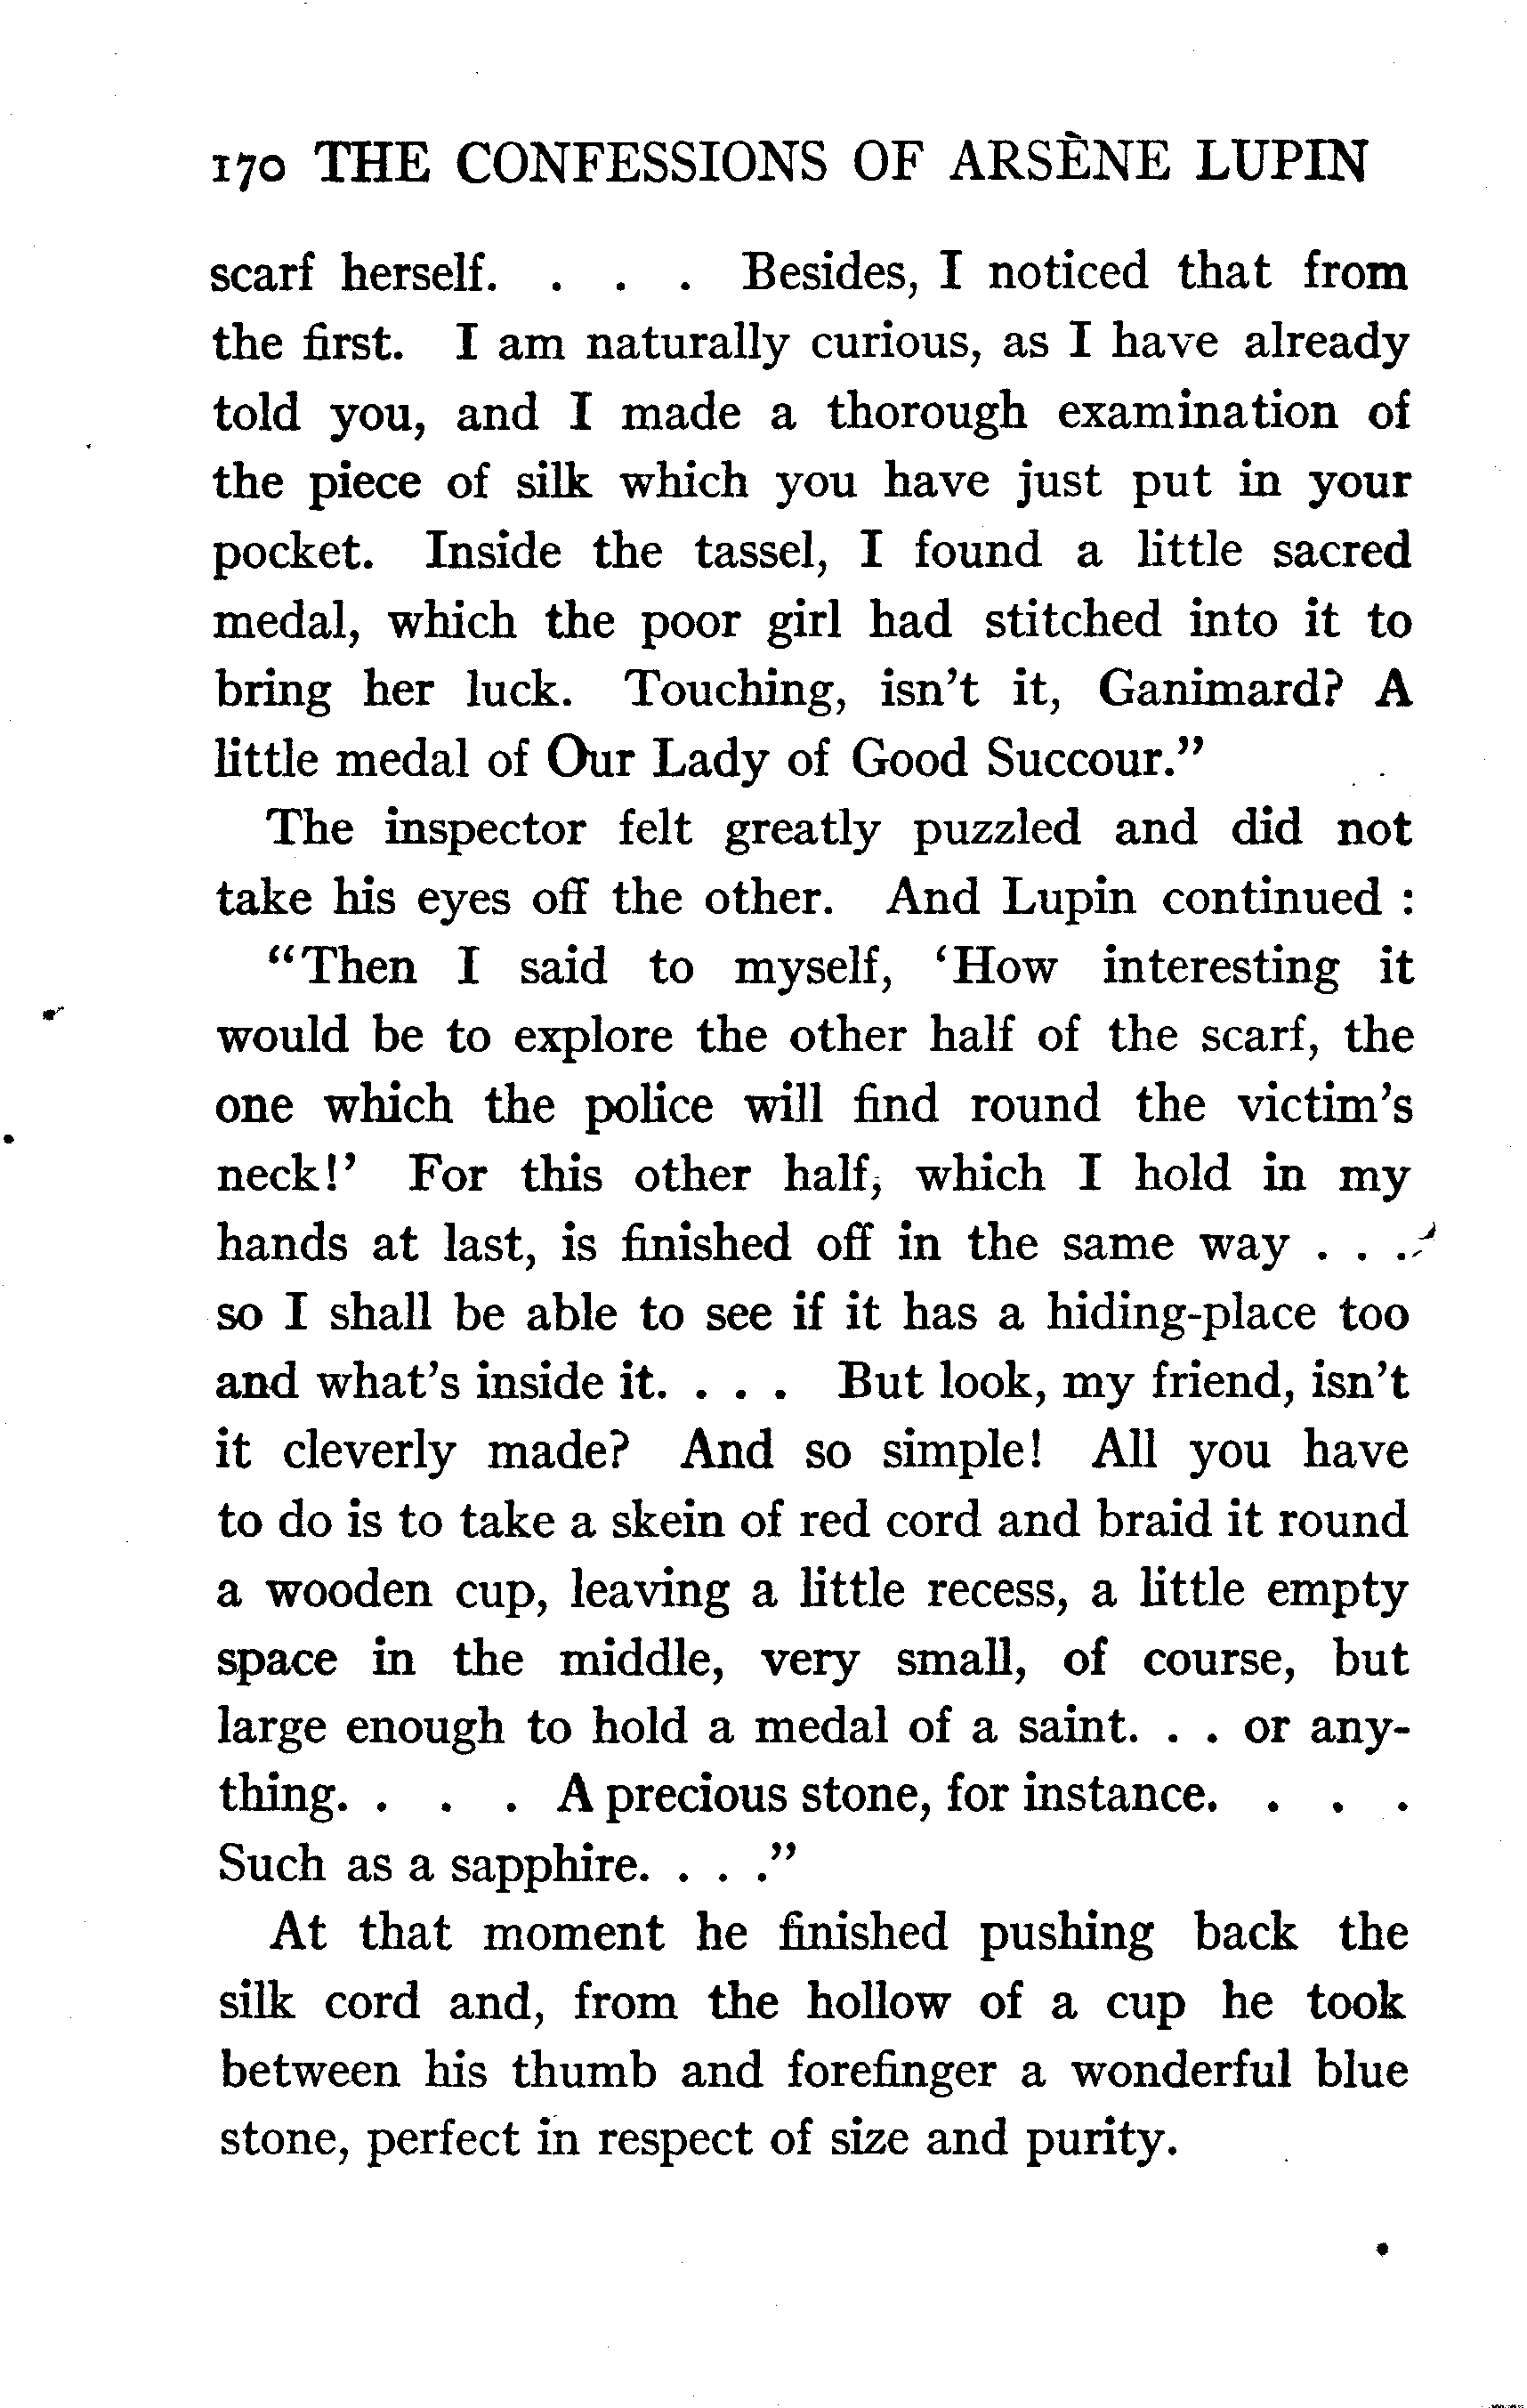 170 THE CONFESSIONS OF ARSÈNE LUPIN
scarf herself. . . . Besides, I noticed that from
the first. I am naturally curious, as I have already
told you, and I made a thorough examination of
the piece of silk which you have just put in your
pocket. Inside the tassel, I found a little sacred
medal, which the poor girl had stitched into it to
bring her luck. Touching, isn't it, Ganimard? A
little medal of Our Lady of Good Succour."
The inspector felt greatly puzzled and did not
take his eyes off the other. And Lupin continued :
"Then I said to myself, 'How interesting it
would be to explore the other half of the scarf, the
one which the police will find round the victim's
neck!' For this other half, which I hold in my
hands at last, is finished off in the same way . . .
so I shall be able to see if it has a hiding-place too
and what's inside it. . . . But look, my friend, isn't
it cleverly made? And so simple! All you have
to do is to take a skein of red cord and braid it round
a wooden cup, leaving a little recess, a little empty
space in the middle, very small, of course, but
large enough to hold a medal of a saint. . . or any-
thing. . . . A precious stone, for instance. . . .
Such as a sapphire. . . ."
At that moment he finished pushing back the
silk cord and, from the hollow of a cup he took
between his thumb and forefinger a wonderful blue
stone, perfect in respect of size and purity.